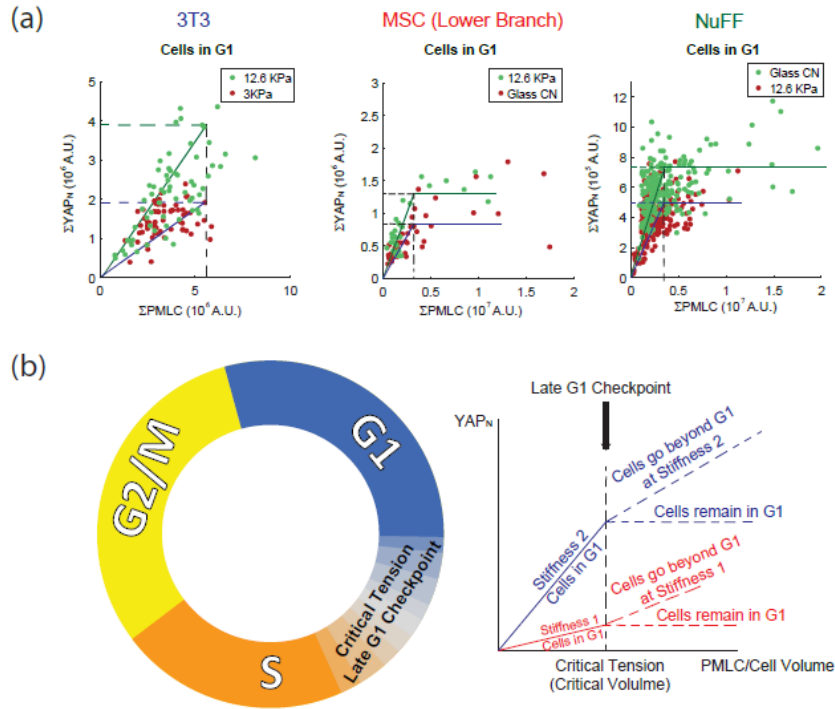 (a)
3T3
Cells in G1
12.6 KPa
3KPa
5
4
3
2
1
0
0
5
10
ΣYAPN (10⁶ A.U.)
ΣPMLC (10⁶ A.U.)
MSC (Lower Branch)
Cells in G1
12.6 KPa
Glass CN
3
2.5
2
1.5
1
0.5
0
0
0.5
1
1.5
2
ΣYAPN (10⁶ A.U.)
ΣPMLC (10⁷ A.U.)
NuFF
Cells in G1
Glass CN
12.6 KPa
12
10
8
6
4
2
0
0
0.5
1
1.5
2
ΣPMLC (10⁷ A.U.)
(b)
G1
G2/M
S
Critical Tension
Late G1 Checkpoint
Late G1 Checkpoint
YAPN
Cells go beyond G1
at Stiffness 2
Cells remain in G1
Stiffness 2
Cells in G1
Cells go beyond G1
at Stiffness 1
Cells remain in G1
Stiffness 1
Cells in G1
Critical Tension
(Critical Volulme)
PMLC/Cell Volume